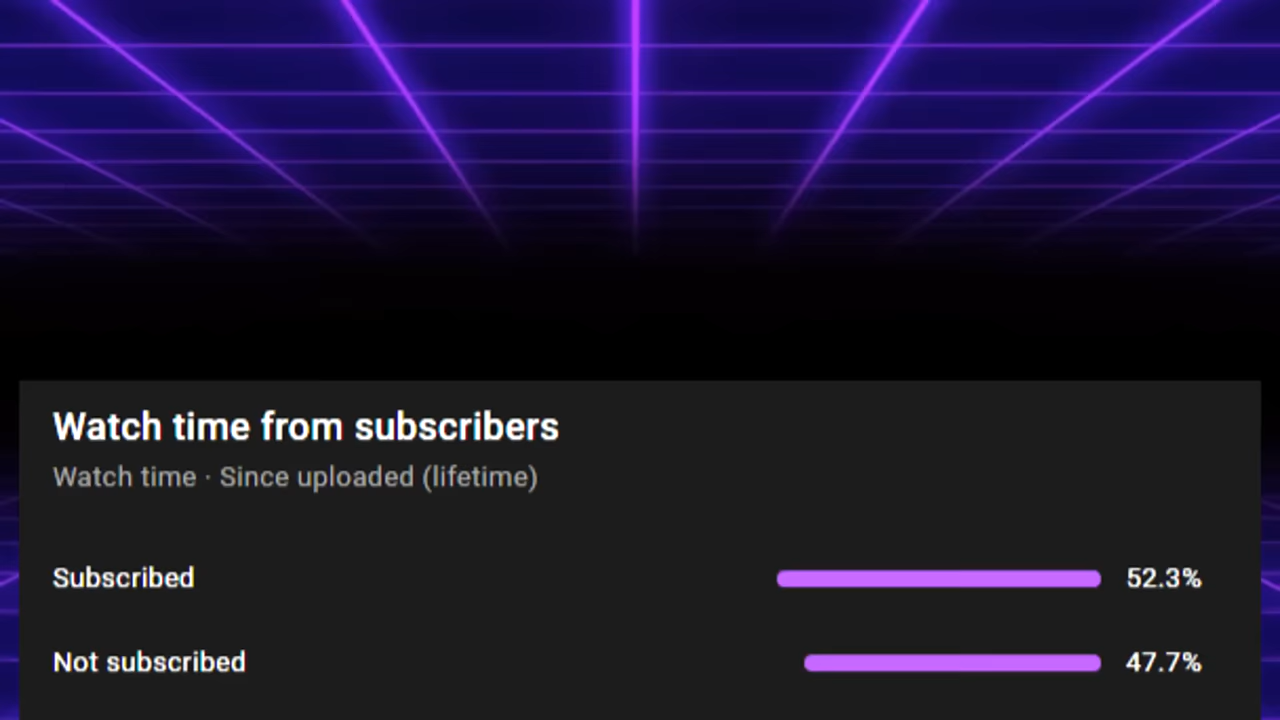 Watch time from subscribers
Watch time · Since uploaded (lifetime)
Subscribed 52.3%
Not subscribed 47.7%